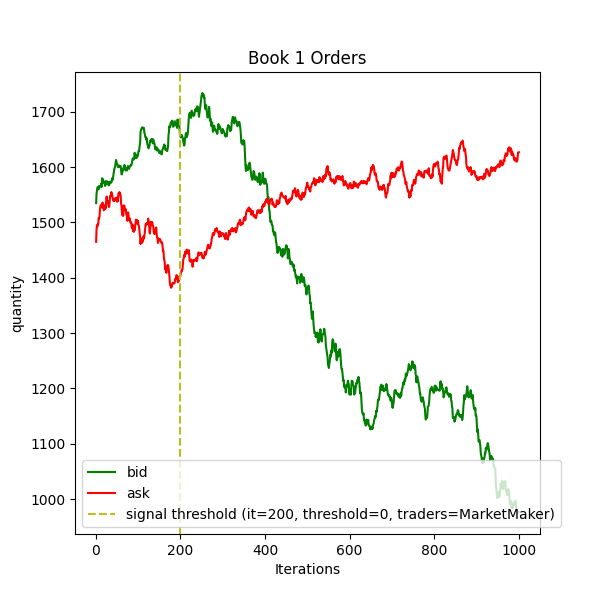 Book 1 Orders
quantity
1700
1600
1500
1400
1300
1200
1100
1000
bid
ask
signal threshold (it=200, threshold=0, traders=MarketMaker)
0 200 400 600 800 1000
Iterations